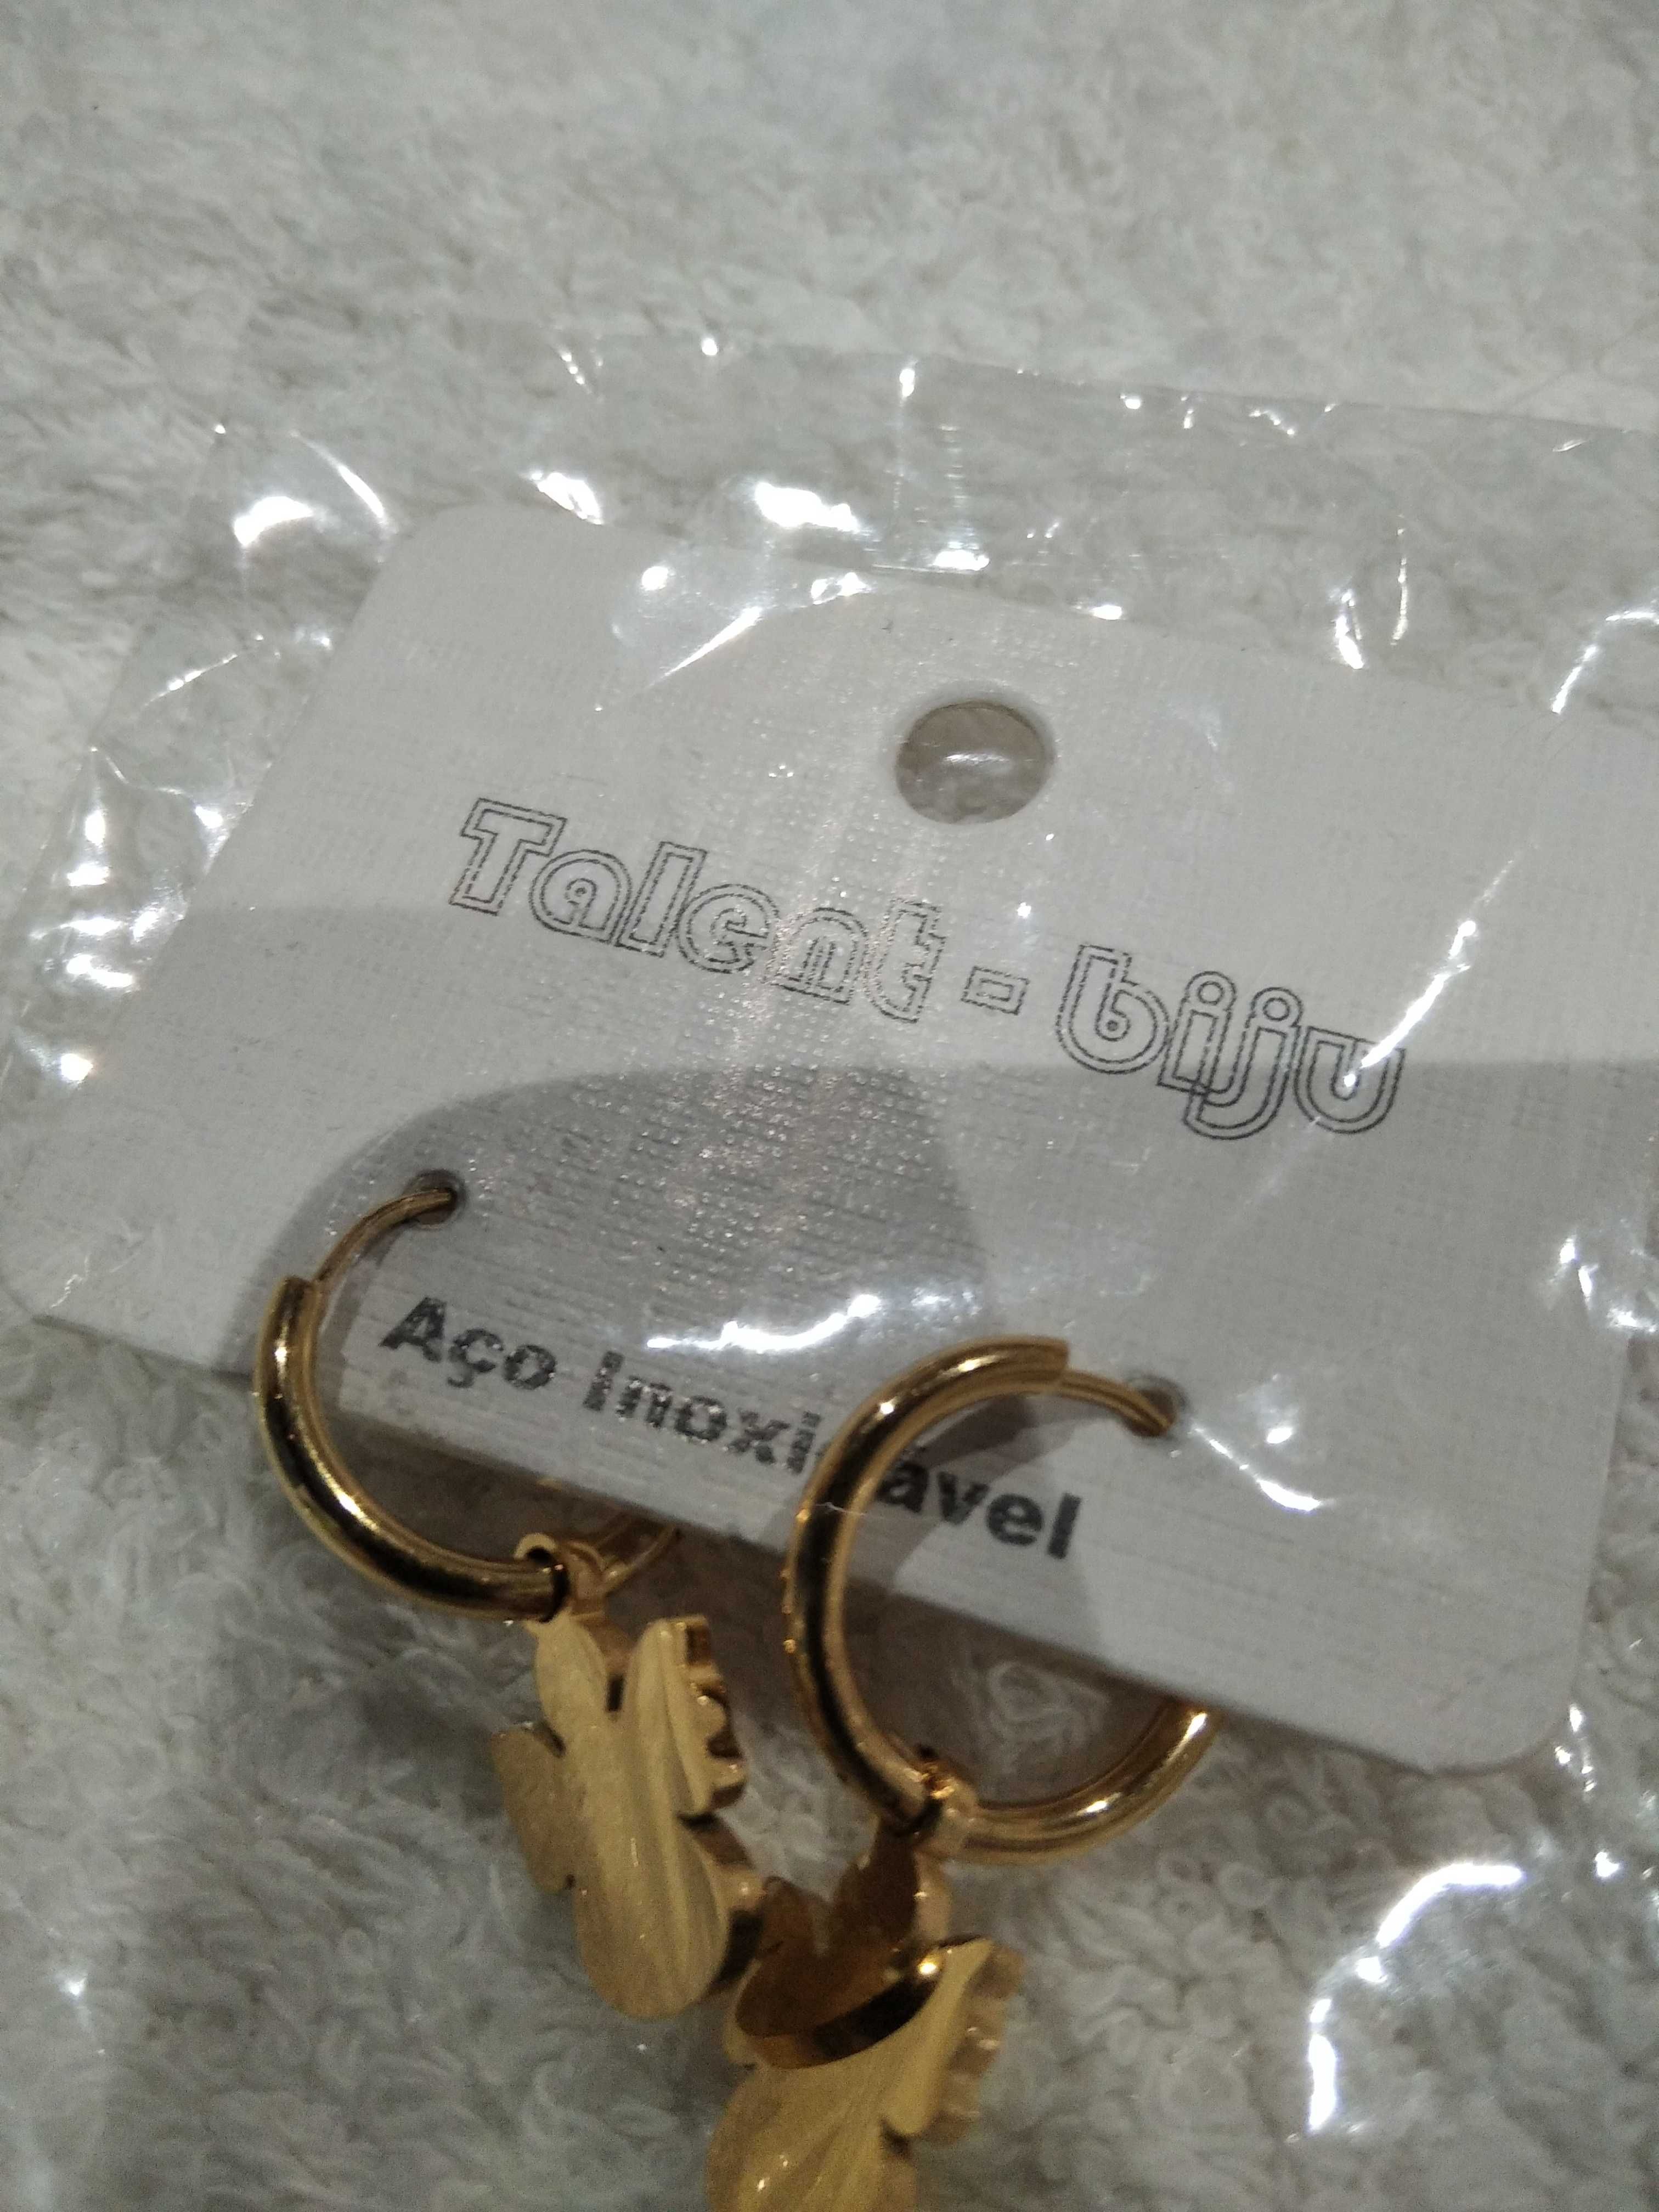 Talent - biju
Aço Inoxidável